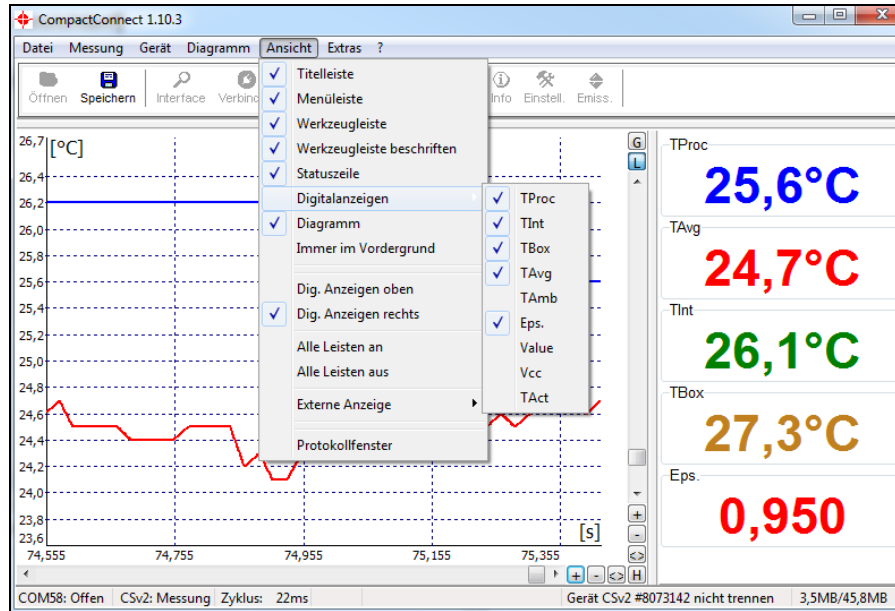 CompactConnect 1.10.3
Datei Messung Gerät Diagramm Ansicht Extras ?
Öffnen Speichern Interface Verbind Info Einstell. Emiss.
Titelleiste
Menüleiste
Werkzeugleiste
Werkzeugleiste beschriften
Statuszeile
Digitalanzeigen
Diagramm
Immer im Vordergrund
Dig. Anzeigen oben
Dig. Anzeigen rechts
Alle Leisten an
Alle Leisten aus
Externe Anzeige
Protokollfenster
TProc
TInt
TBox
TAvg
TAmb
Eps.
Value
Vcc
TAct
[°C]
26,7
26,4
26,2
26,0
25,8
25,6
25,4
25,2
25,0
24,8
24,6
24,4
24,2
24,0
23,8
23,6
[s]
74,555 74,755 74,955 75,155 75,355
G
L
+
-
<>
+ - <> H
TProc
25,6°C
TAvg
24,7°C
TInt
26,1°C
TBox
27,3°C
Eps.
0,950
COM58: Offen CSv2: Messung Zyklus: 22ms Gerät CSv2 #8073142 nicht trennen 3,5MB/45,8MB